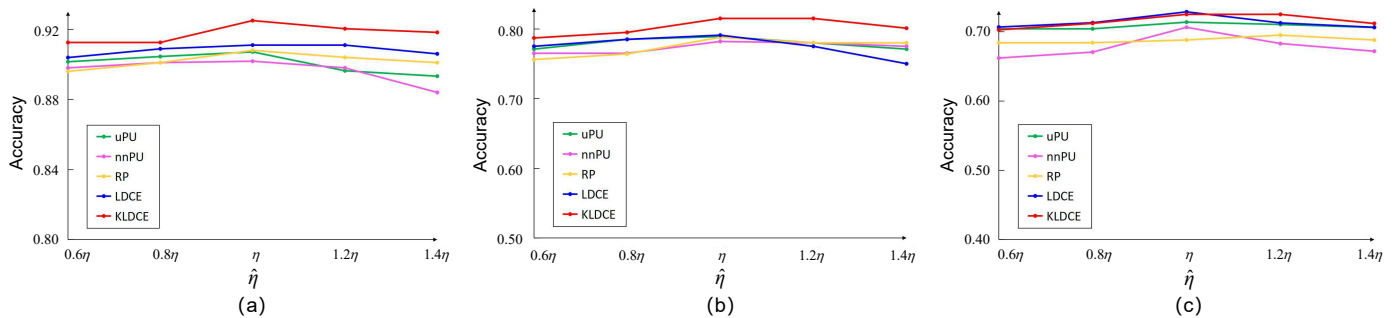 0.92
0.88
0.84
0.80
Accuracy
uPU
nnPU
RP
LDCE
KLDCE
0.6η 0.8η η 1.2η 1.4η
η̂
(a)
0.80
0.70
0.60
0.50
Accuracy
uPU
nnPU
RP
LDCE
KLDCE
0.6η 0.8η η 1.2η 1.4η
η̂
(b)
0.70
0.60
0.50
0.40
Accuracy
uPU
nnPU
RP
LDCE
KLDCE
0.6η 0.8η η 1.2η 1.4η
η̂
(c)